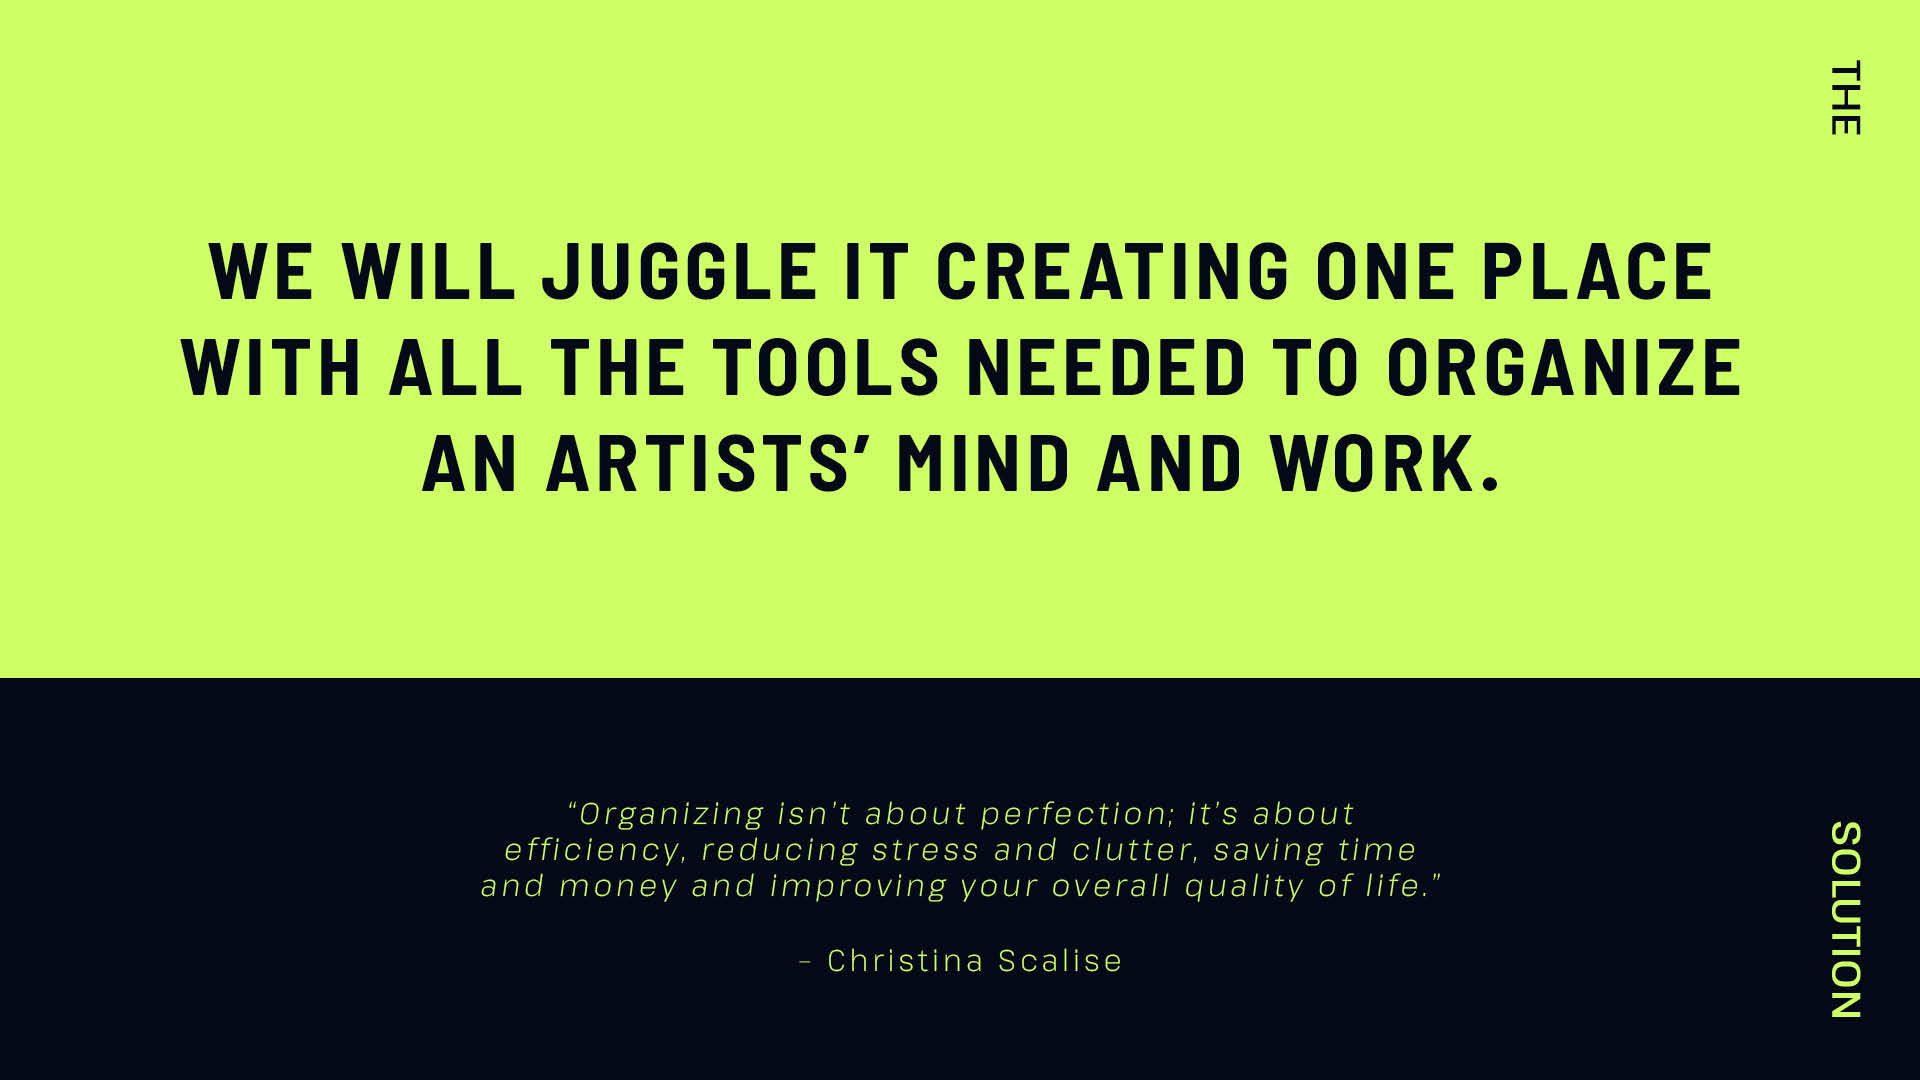 THE
WE WILL JUGGLE IT CREATING ONE PLACE
WITH ALL THE TOOLS NEEDED TO ORGANIZE
AN ARTISTS’ MIND AND WORK.
“Organizing isn’t about perfection; it’s about
efficiency, reducing stress and clutter, saving time
and money and improving your overall quality of life.”
– Christina Scalise
SOLUTION